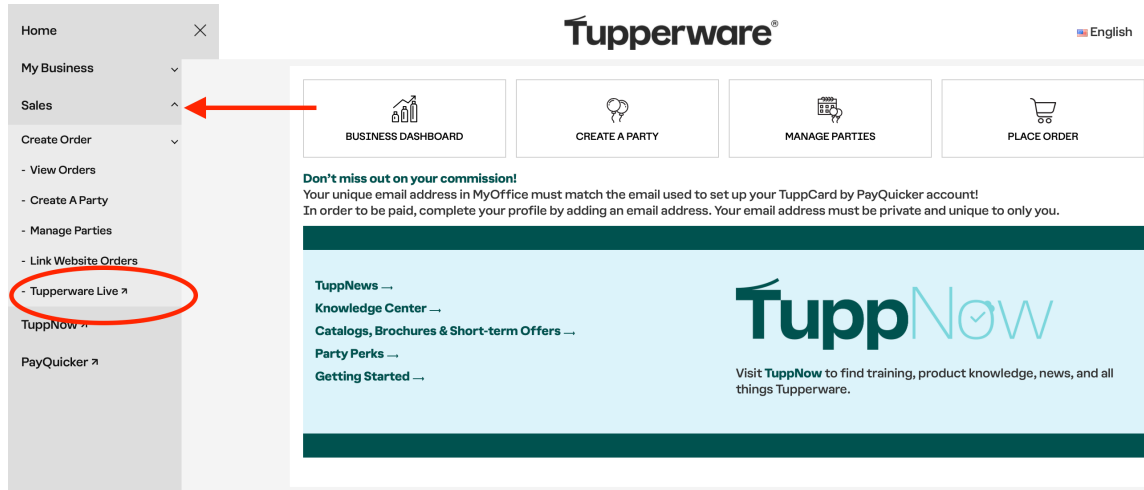 Home
My Business
Sales
Create Order
- View Orders
- Create A Party
- Manage Parties
- Link Website Orders
- Tupperware Live ↗
TuppNow ↗
PayQuicker ↗
Tupperware®
English
BUSINESS DASHBOARD
CREATE A PARTY
MANAGE PARTIES
PLACE ORDER
Don't miss out on your commission!
Your unique email address in MyOffice must match the email used to set up your TuppCard by PayQuicker account!
In order to be paid, complete your profile by adding an email address. Your email address must be private and unique to only you.
TuppNews →
Knowledge Center →
Catalogs, Brochures & Short-term Offers →
Party Perks →
Getting Started →
TuppNow
Visit TuppNow to find training, product knowledge, news, and all
things Tupperware.